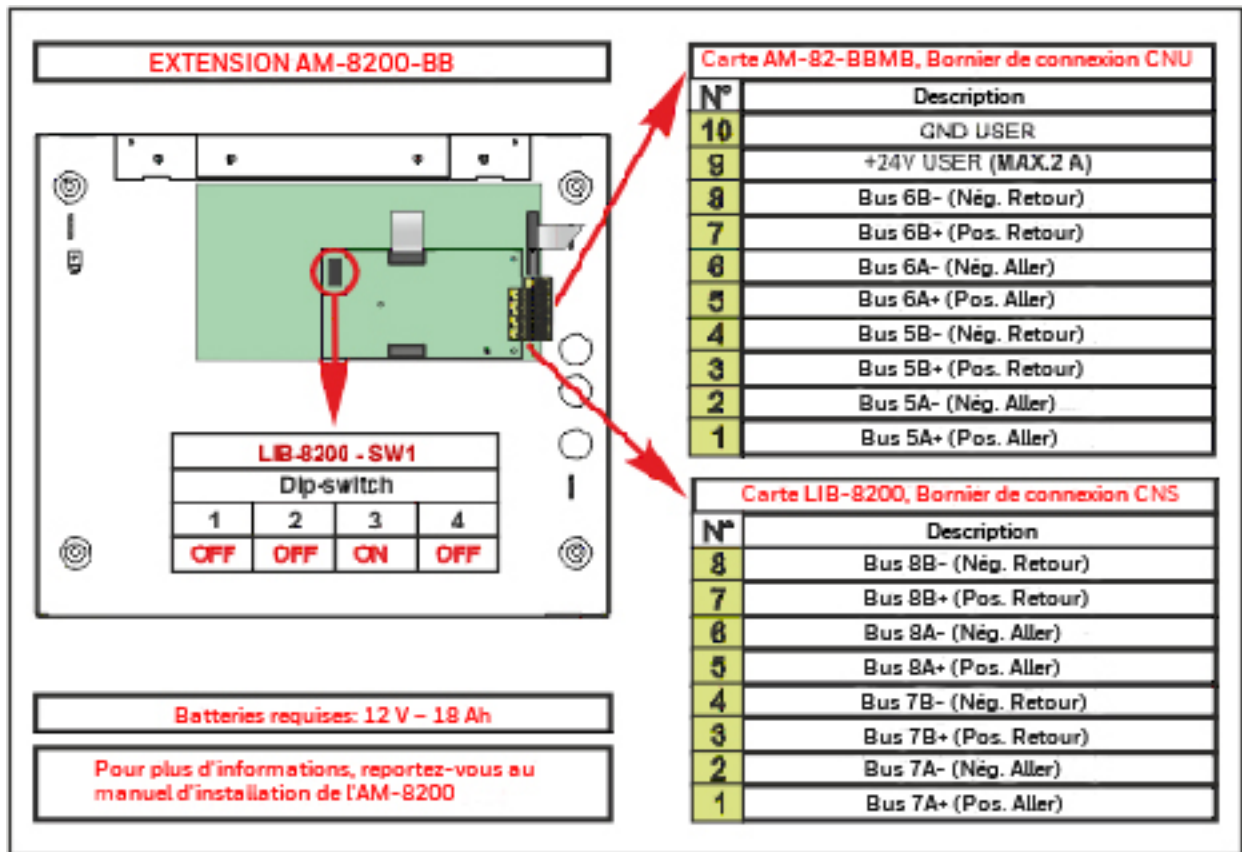 EXTENSION AM-8200-BB
LIB-8200 - SW1
Dip-switch
1 2 3 4
OFF OFF ON OFF
Batteries requises: 12 V – 18 Ah
Pour plus d'informations, reportez-vous au
manuel d'installation de l'AM-8200
Carte AM-82-BBMB, Bornier de connexion CNU
N° Description
10 GND USER
9 +24V USER (MAX.2 A)
8 Bus 6B- (Nég. Retour)
7 Bus 6B+ (Pos. Retour)
6 Bus 6A- (Nég. Aller)
5 Bus 6A+ (Pos. Aller)
4 Bus 5B- (Nég. Retour)
3 Bus 5B+ (Pos. Retour)
2 Bus 5A- (Nég. Aller)
1 Bus 5A+ (Pos. Aller)
Carte LIB-8200, Bornier de connexion CNS
N° Description
8 Bus 8B- (Nég. Retour)
7 Bus 8B+ (Pos. Retour)
6 Bus 8A- (Nég. Aller)
5 Bus 8A+ (Pos. Aller)
4 Bus 7B- (Nég. Retour)
3 Bus 7B+ (Pos. Retour)
2 Bus 7A- (Nég. Aller)
1 Bus 7A+ (Pos. Aller)